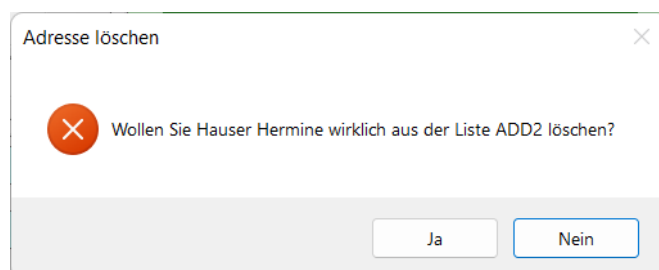 Adresse löschen
Wollen Sie Hauser Hermine wirklich aus der Liste ADD2 löschen?
Ja
Nein